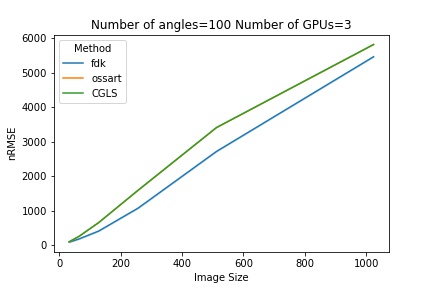 Number of angles=100 Number of GPUs=3
Method
fdk
ossart
CGLS
nRMSE
6000
5000
4000
3000
2000
1000
0
0 200 400 600 800 1000
Image Size